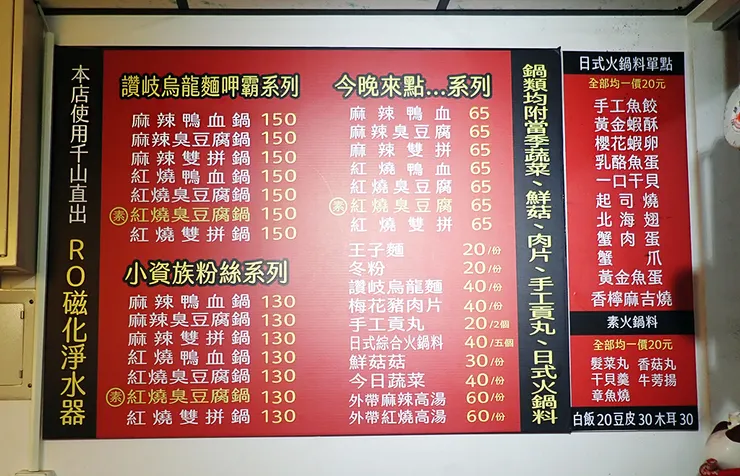 本店使用千山直出 RO磁化淨水器
讚岐烏龍麵呷霸系列
麻辣鴨血鍋 150
麻辣臭豆腐鍋 150
麻辣雙拼鍋 150
紅燒鴨血鍋 150
紅燒臭豆腐鍋 150
素 紅燒臭豆腐鍋 150
紅燒雙拼鍋 150
小資族粉絲系列
麻辣鴨血鍋 130
麻辣臭豆腐鍋 130
麻辣雙拼鍋 130
紅燒鴨血鍋 130
紅燒臭豆腐鍋 130
素 紅燒臭豆腐鍋 130
紅燒雙拼鍋 130
今晚來點...系列
麻辣鴨血 65
麻辣臭豆腐 65
麻辣雙拼 65
紅燒鴨血 65
紅燒臭豆腐 65
素 紅燒臭豆腐 65
紅燒雙拼 65
王子麵 20/份
冬粉 20/份
讚岐烏龍麵 40/份
梅花豬肉片 40/份
手工貢丸 20/2個
日式綜合火鍋料 40/五個
鮮菇菇 30/份
今日蔬菜 40/份
外帶麻辣高湯 60/份
外帶紅燒高湯 60/份
鍋類均附當季蔬菜、鮮菇、肉片、手工貢丸、日式火鍋料
日式火鍋料單點
全部均一價20元
手工魚餃
黃金蝦酥
櫻花蝦卵
乳酪魚蛋
一口干貝
起司燒
北海翅
蟹肉蛋
蟹爪
黃金魚蛋
香檸麻吉燒
素火鍋料
全部均一價20元
髮菜丸 香菇丸
干貝羹 牛蒡揚
章魚燒
白飯20豆皮30木耳30